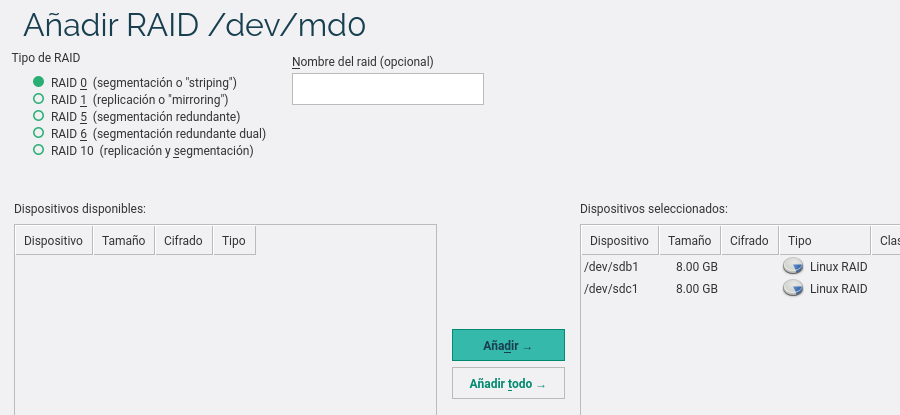 Añadir RAID /dev/md0
Tipo de RAID
RAID 0 (segmentación o "striping")
RAID 1 (replicación o "mirroring")
RAID 5 (segmentación redundante)
RAID 6 (segmentación redundante dual)
RAID 10 (replicación y segmentación)
Nombre del raid (opcional)
Dispositivos disponibles:
Dispositivo Tamaño Cifrado Tipo
Añadir →
Añadir todo →
Dispositivos seleccionados:
Dispositivo Tamaño Cifrado Tipo Clas
/dev/sdb1 8.00 GB Linux RAID
/dev/sdc1 8.00 GB Linux RAID